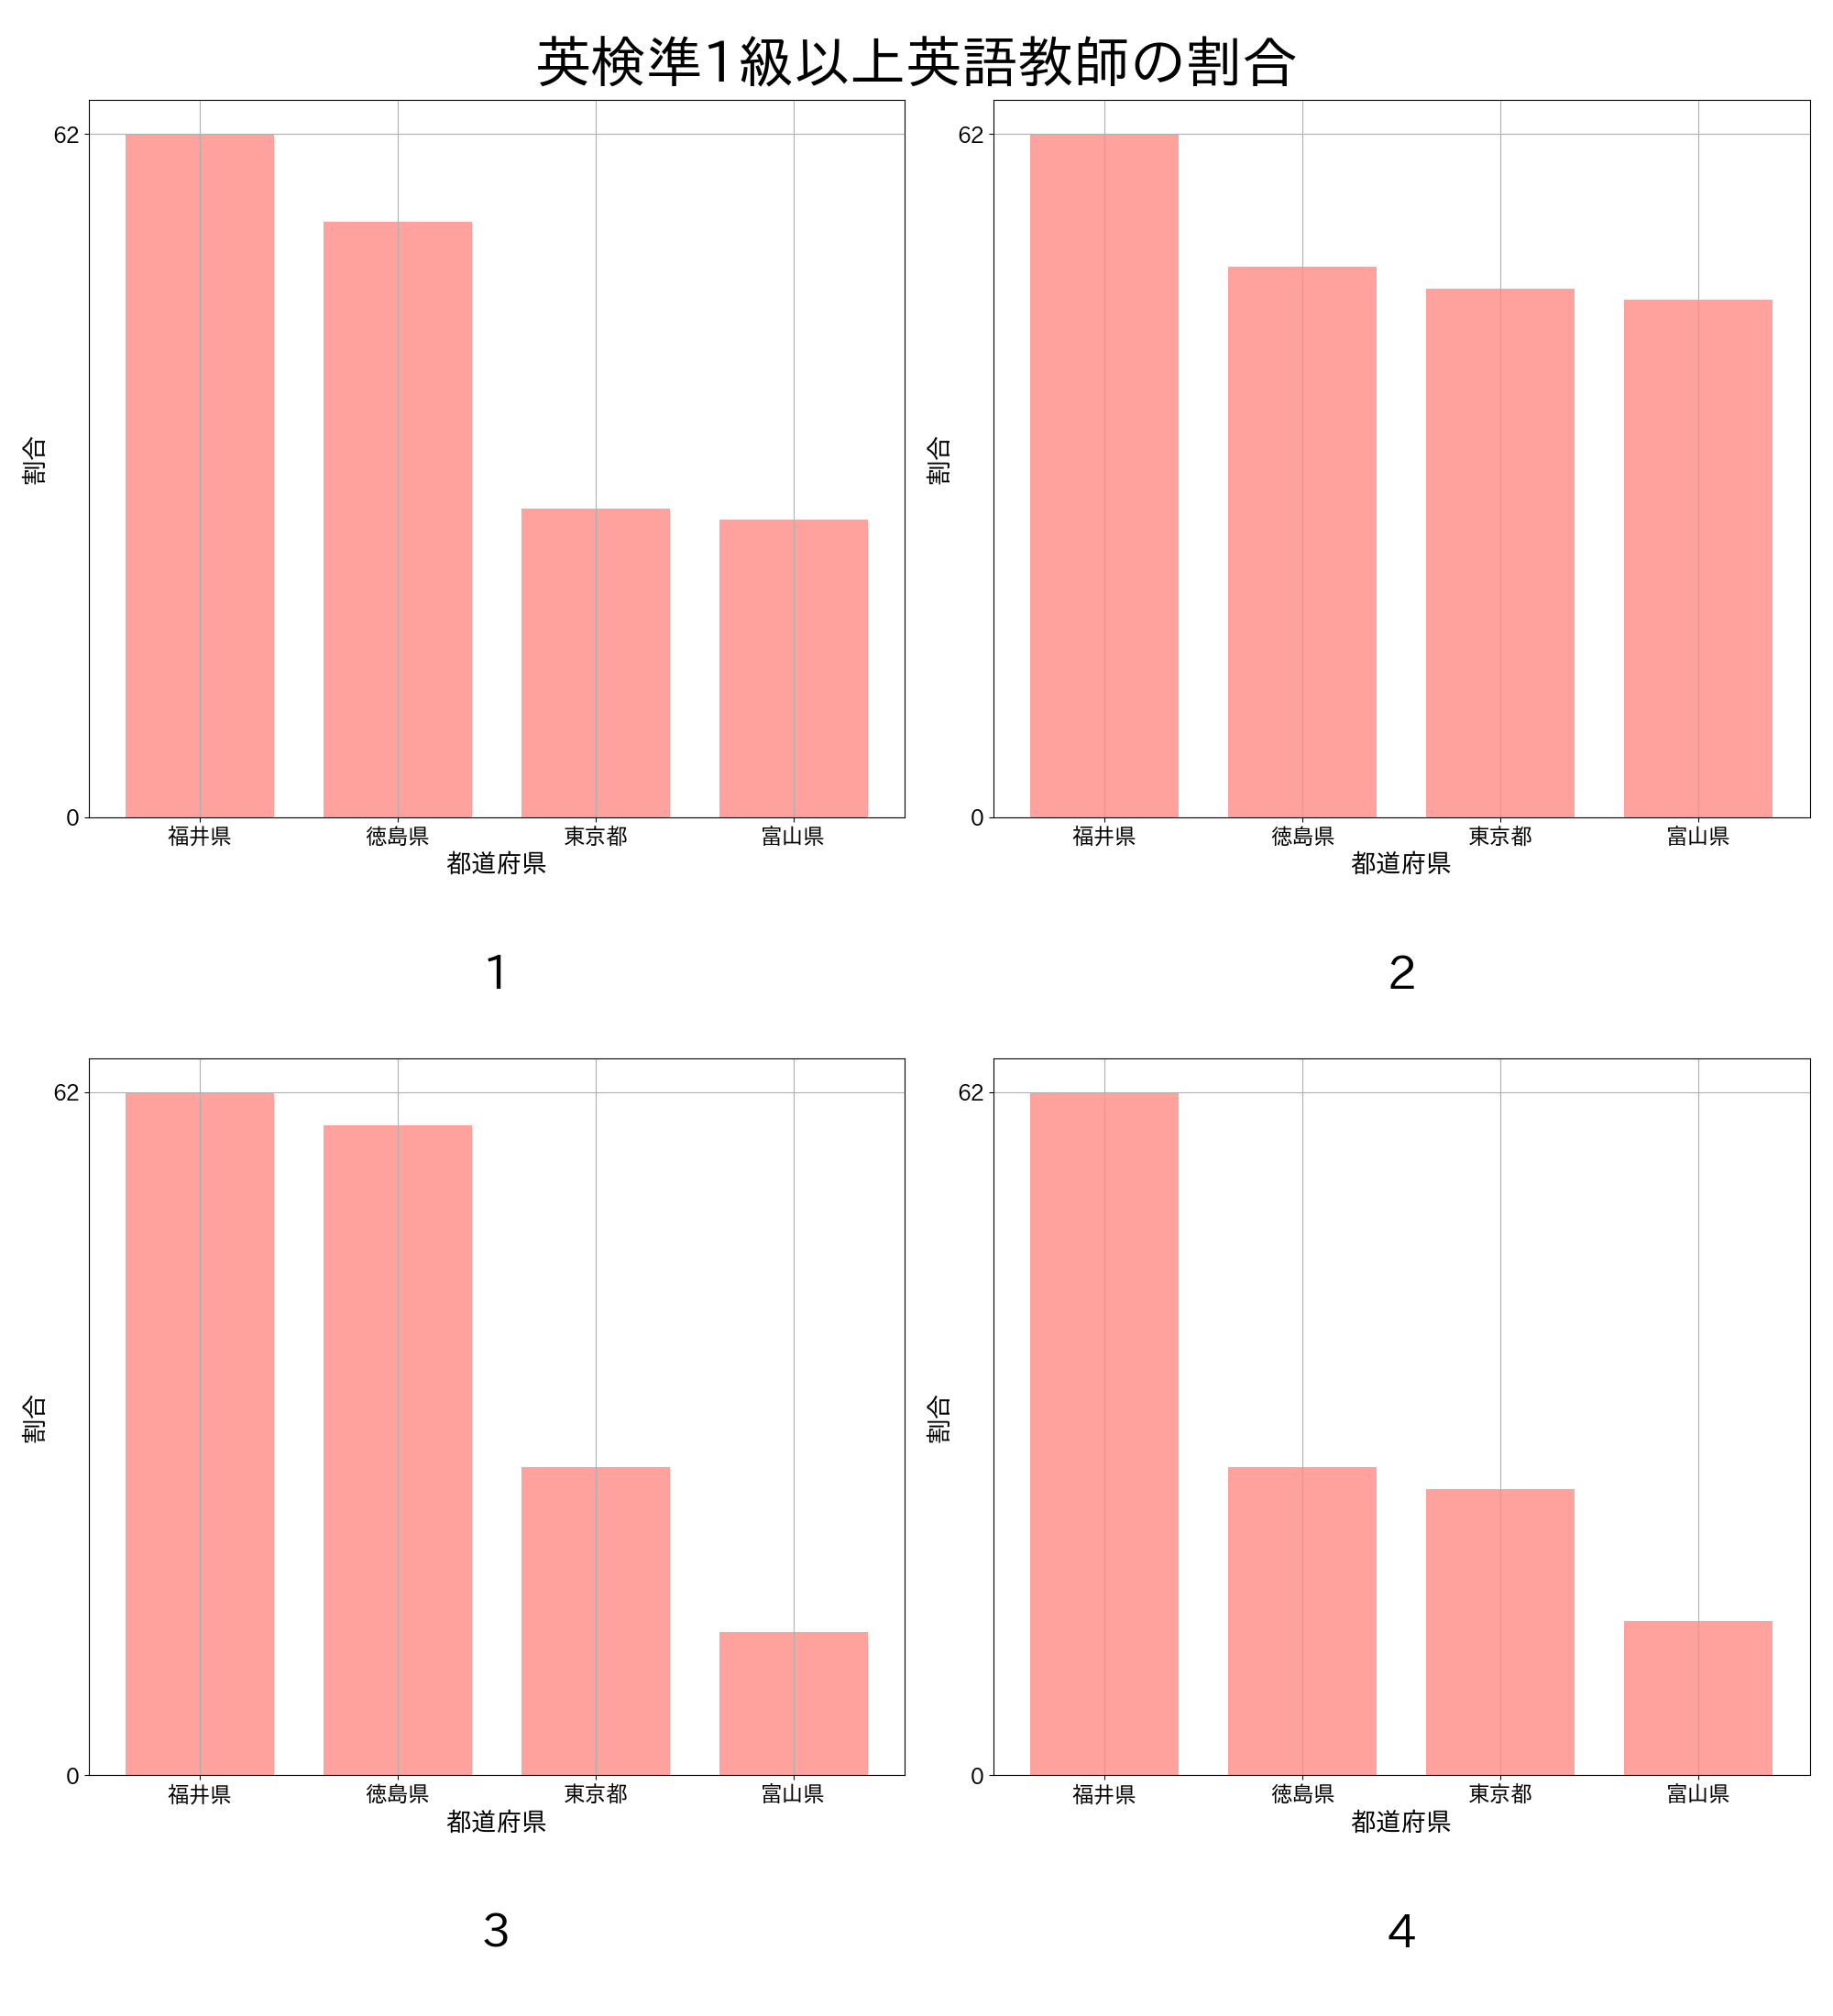 英検準1級以上英語教師の割合
62
0
割合
福井県 徳島県 東京都 富山県
都道府県
1
62
0
割合
福井県 徳島県 東京都 富山県
都道府県
2
62
0
割合
福井県 徳島県 東京都 富山県
都道府県
3
62
0
割合
福井県 徳島県 東京都 富山県
都道府県
4